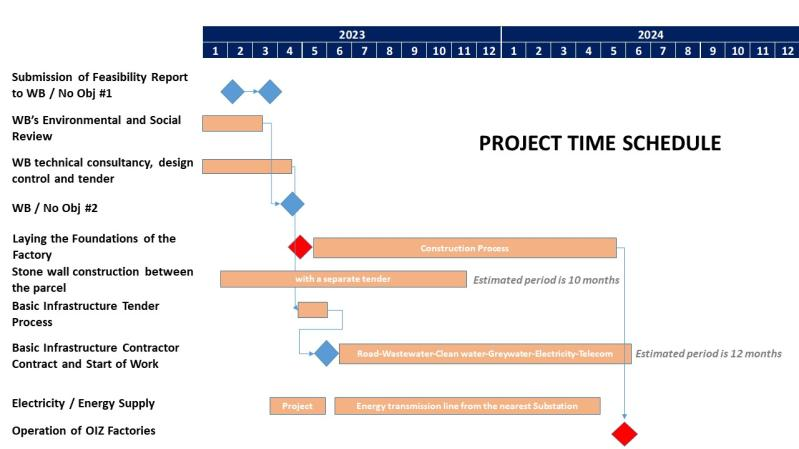 2023 2024
1 2 3 4 5 6 7 8 9 10 11 12 1 2 3 4 5 6 7 8 9 10 11 12
Submission of Feasibility Report
to WB / No Obj #1
WB's Environmental and Social
Review
PROJECT TIME SCHEDULE
WB technical consultancy, design
control and tender
WB / No Obj #2
Laying the Foundations of the
Factory
Construction Process
Stone wall construction between
the parcel
with a separate tender
Estimated period is 10 months
Basic Infrastructure Tender
Process
Basic Infrastructure Contractor
Contract and Start of Work
Road-Wastewater-Clean water-Greywater-Electricity-Telecom
Estimated period is 12 months
Electricity / Energy Supply
Project
Energy transmission line from the nearest Substation
Operation of OIZ Factories